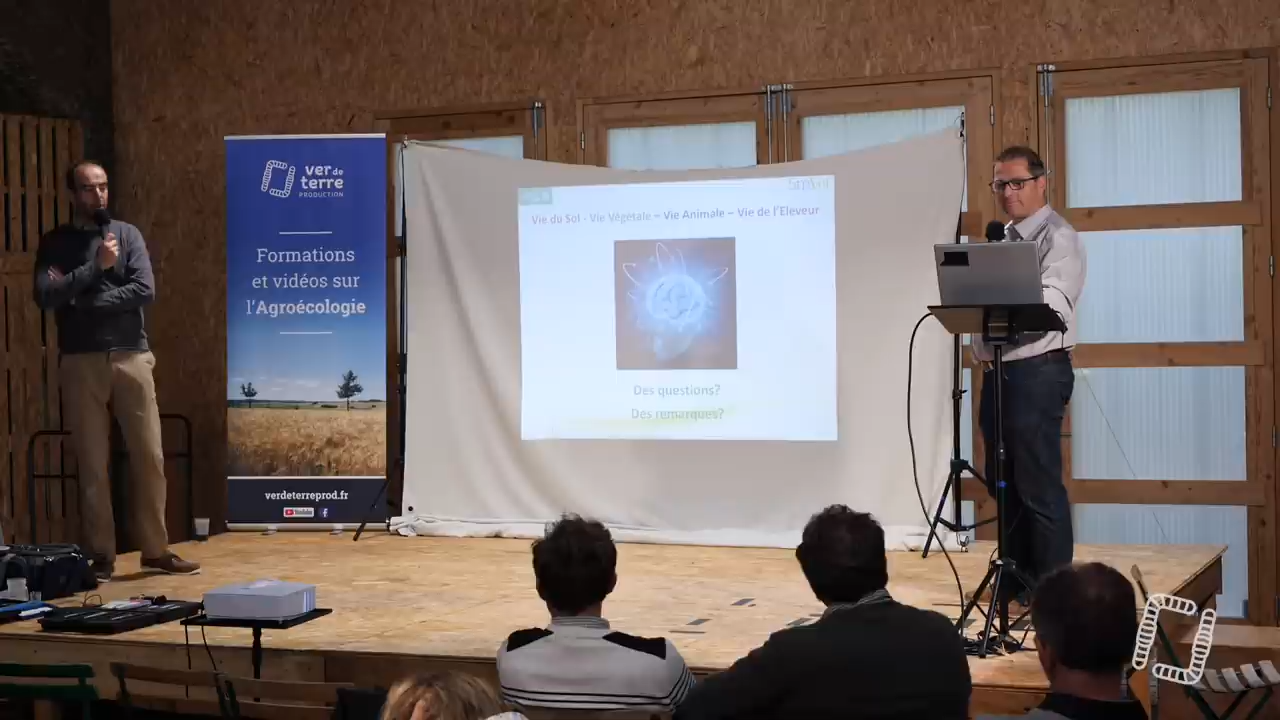 ver de
terre
PRODUCTION
Formations
et vidéos sur
l'Agroécologie
verdeterreprod.fr
YouTube
Vie du Sol - Vie Végétale – Vie Animale – Vie de l'Eleveur
Des questions?
Des remarques?